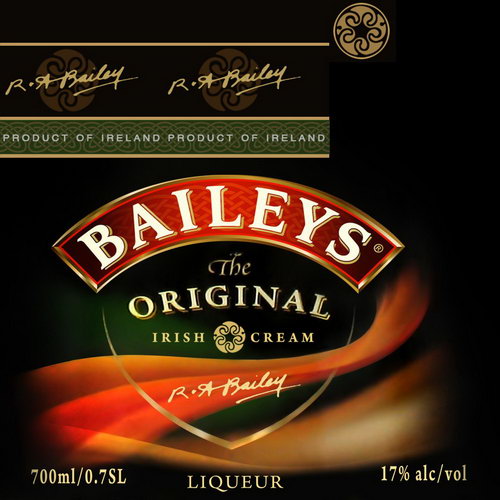 R·A Bailey R·A Bailey
PRODUCT OF IRELAND PRODUCT OF IRELAND
BAILEYS®
The
ORIGINAL
IRISH CREAM
R·A Bailey
700ml/0.7SL LIQUEUR 17% alc/vol